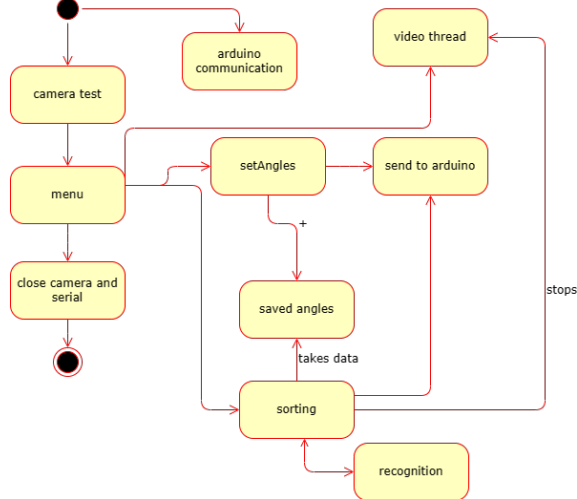 arduino
communication
video thread
camera test
setAngles
send to arduino
menu
+
close camera and
serial
saved angles
stops
takes data
sorting
recognition